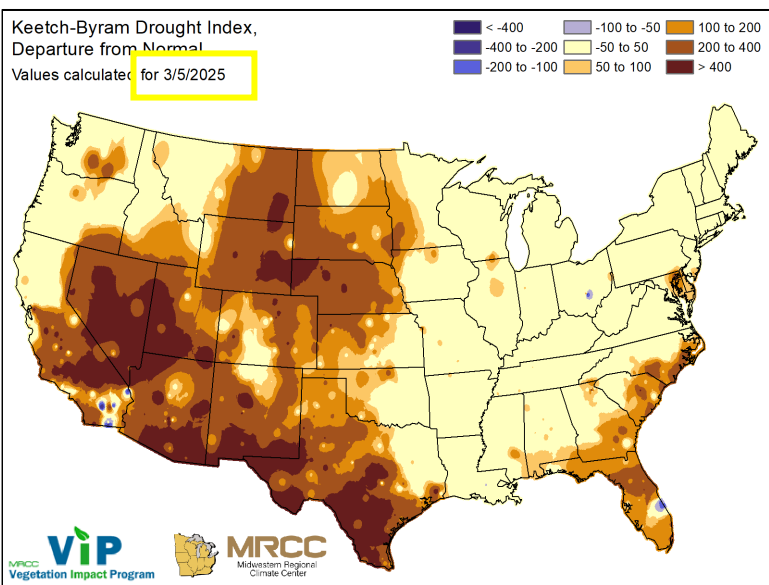 Keetch-Byram Drought Index,
Departure from Normal
Values calculated for 3/5/2025
< -400
-400 to -200
-200 to -100
-100 to -50
-50 to 50
50 to 100
100 to 200
200 to 400
> 400
MRCC
ViP
Vegetation Impact Program
MRCC
Midwestern Regional
Climate Center